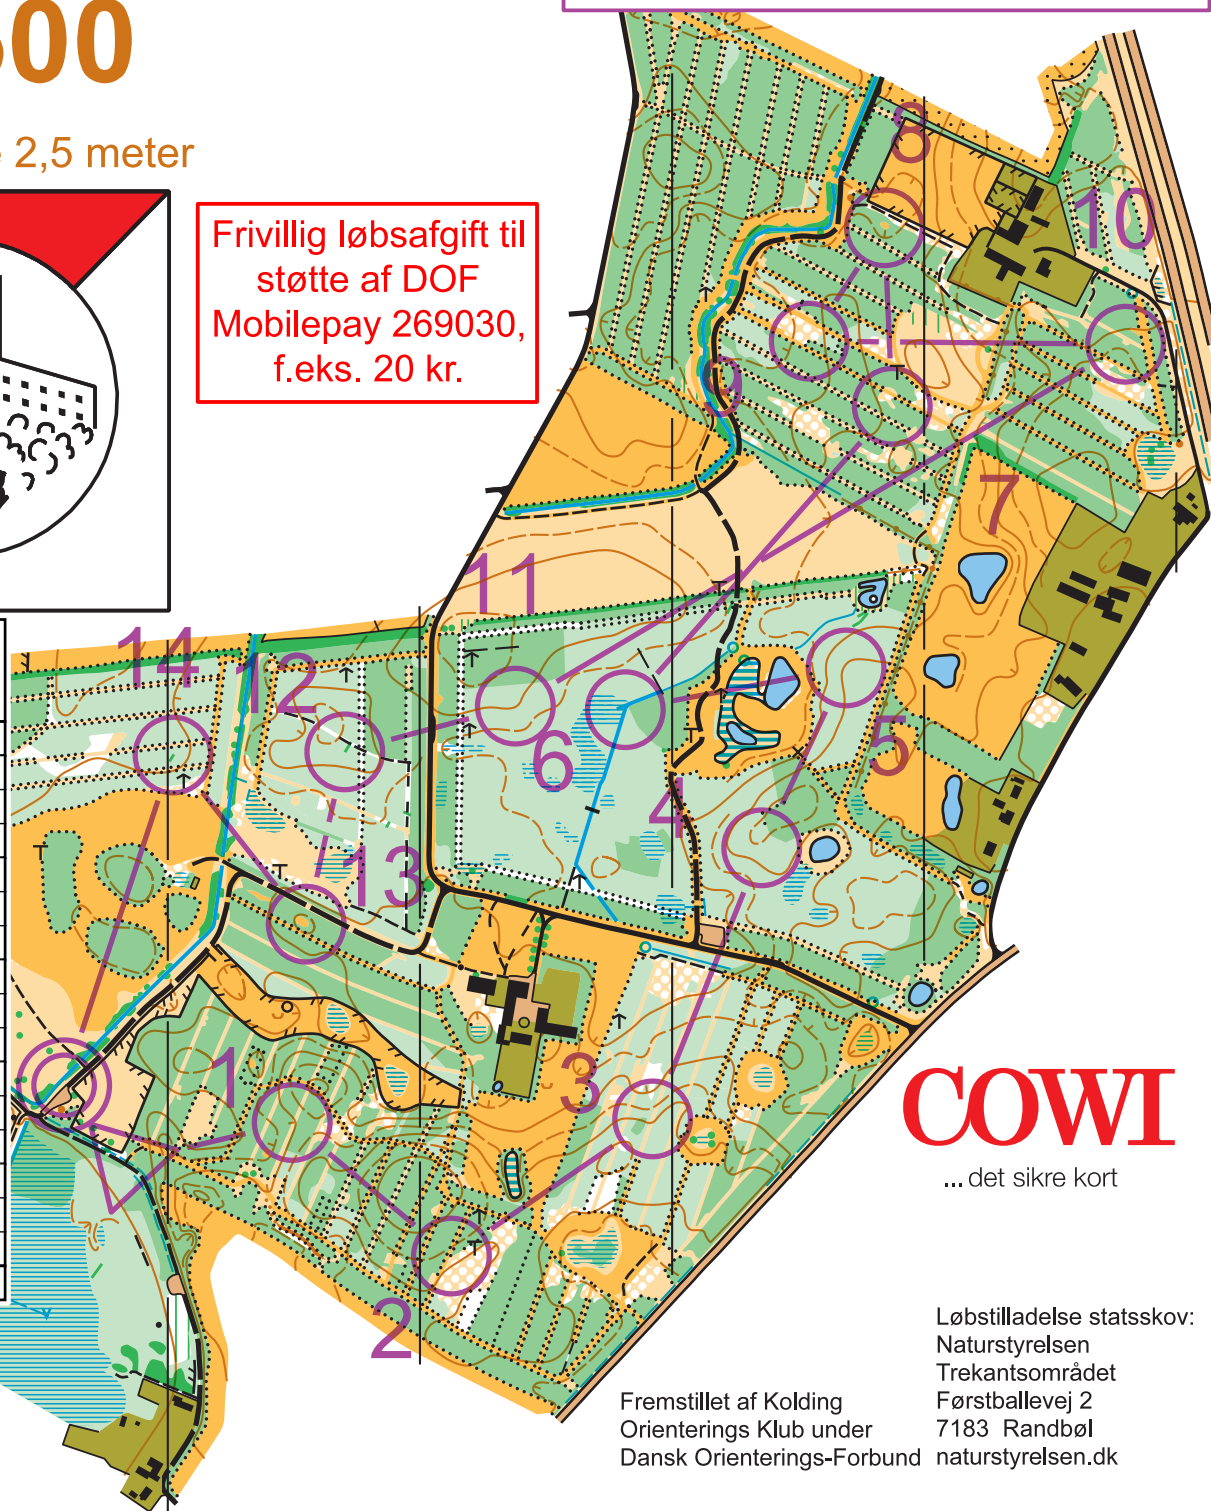 500
2,5 meter
Frivillig løbsafgift til
støtte af DOF
Mobilepay 269030,
f.eks. 20 kr.
8
10
9
7
11
14
12
6
5
4
13
1
3
2
COWI
... det sikre kort
Løbstilladelse statsskov:
Naturstyrelsen
Trekantsområdet
Førstballevej 2
7183 Randbøl
naturstyrelsen.dk
Fremstillet af Kolding
Orienterings Klub under
Dansk Orienterings-Forbund